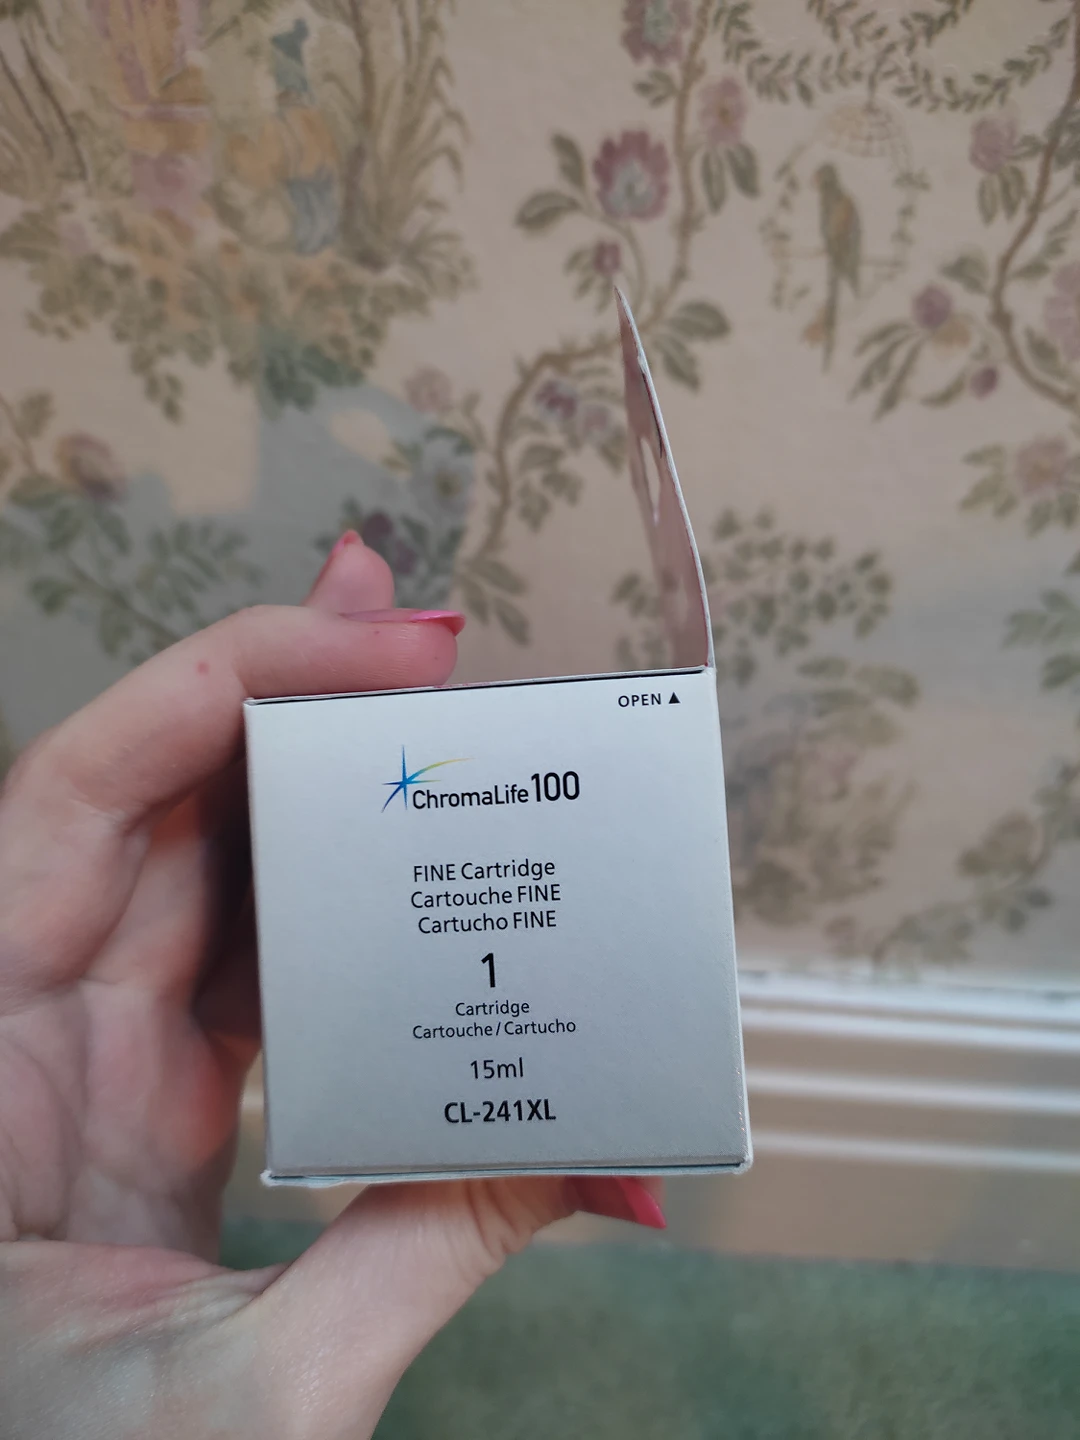 OPEN ▲
ChromaLife100
FINE Cartridge
Cartouche FINE
Cartucho FINE
1
Cartridge
Cartouche / Cartucho
15ml
CL-241XL